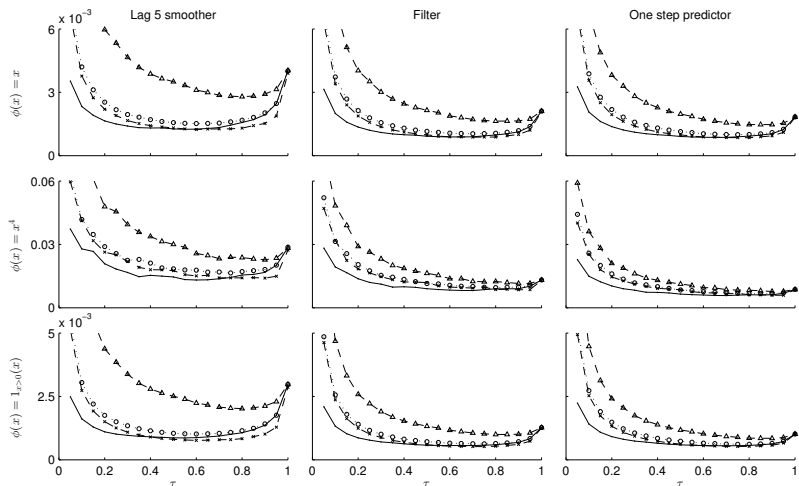 Lag 5 smoother
Filter
One step predictor
x 10⁻³
6
3
0
ϕ(x) = x
0.06
0.03
0
ϕ(x) = x⁴
x 10⁻³
5
2.5
0
ϕ(x) = 1ₓ>₀(x)
0 0.2 0.4 0.6 0.8 1
0 0.2 0.4 0.6 0.8 1
0 0.2 0.4 0.6 0.8 1
τ
τ
τ